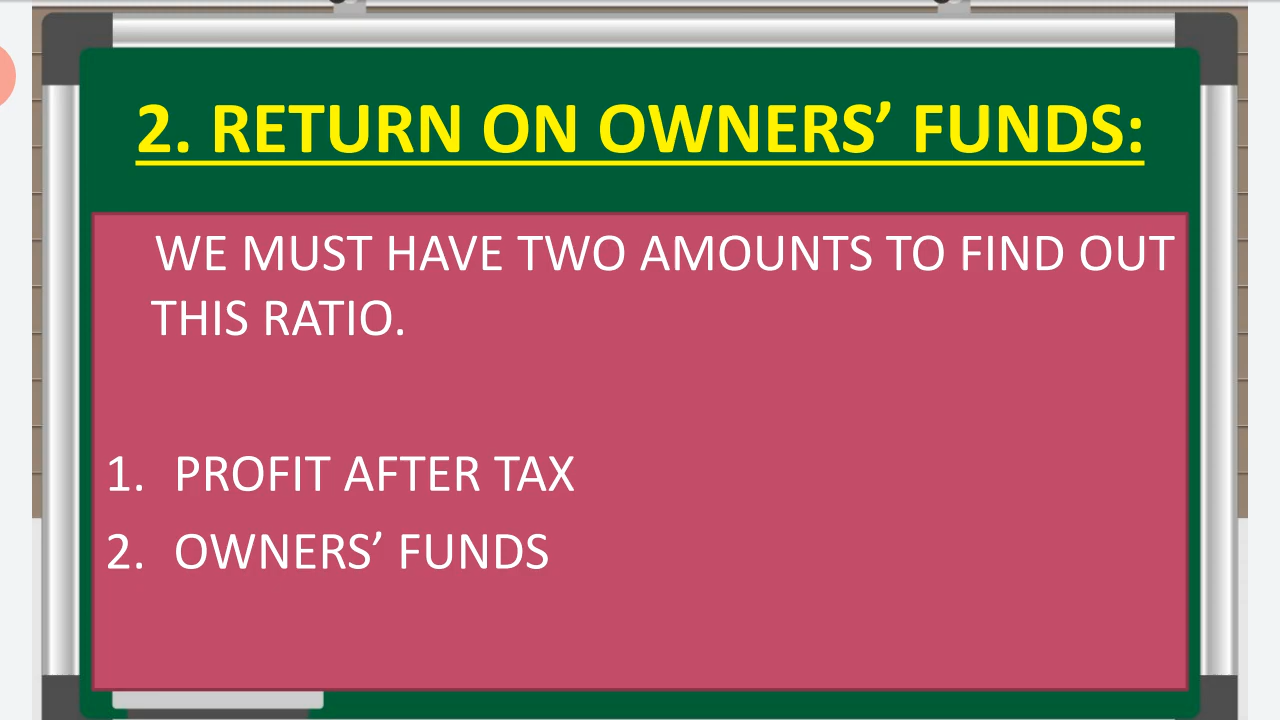 2. RETURN ON OWNERS’ FUNDS:
WE MUST HAVE TWO AMOUNTS TO FIND OUT
THIS RATIO.
1. PROFIT AFTER TAX
2. OWNERS’ FUNDS